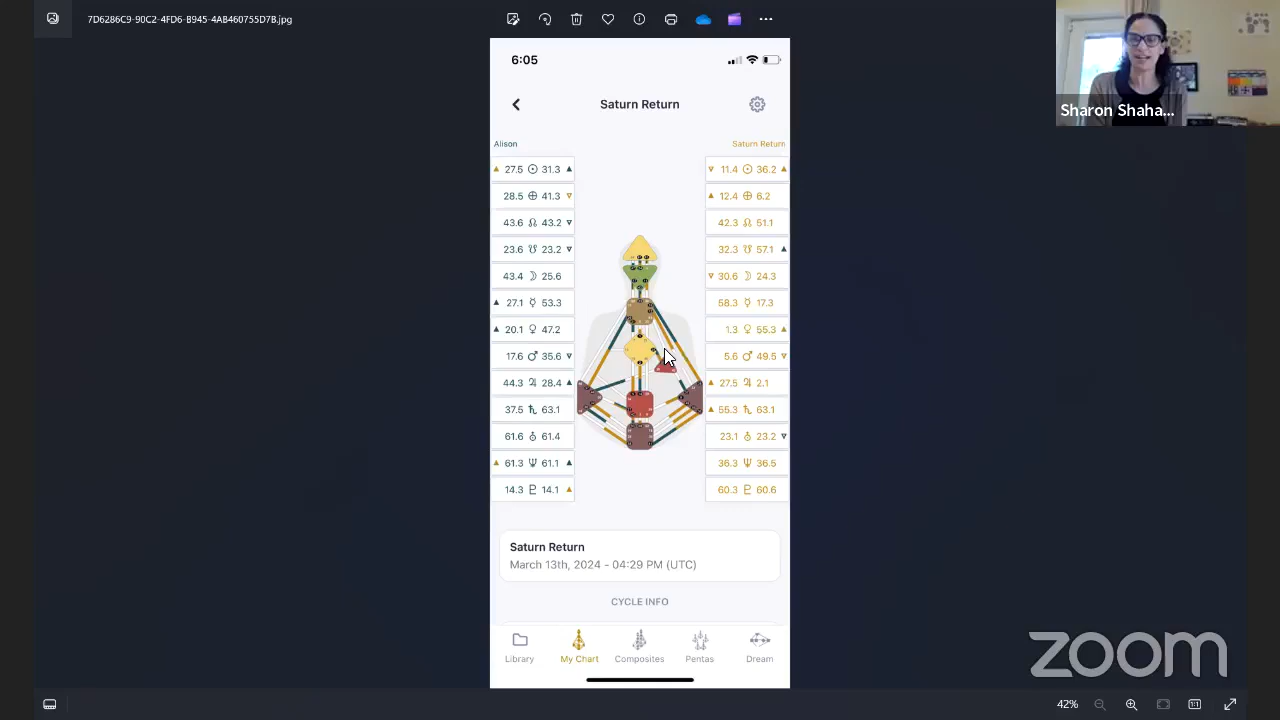 7D6286C9-90C2-4FD6-B945-4AB460755D7B.jpg
Sharon Shaha...
6:05
Saturn Return
Alison
Saturn Return
27.5 ☉ 31.3
11.4 ☉ 36.2
28.5 ⊕ 41.3
12.4 ⊕ 6.2
43.6 ☊ 43.2
42.3 ☊ 51.1
23.6 ☋ 23.2
32.3 ☋ 57.1
43.4 ☽ 25.6
30.6 ☽ 24.3
27.1 ☿ 53.3
58.3 ☿ 17.3
20.1 ♀ 47.2
1.3 ♀ 55.3
17.6 ♂ 35.6
5.6 ♂ 49.5
44.3 ♃ 28.4
27.5 ♃ 2.1
37.5 ♄ 63.1
55.3 ♄ 63.1
61.6 ⛢ 61.4
23.1 ⛢ 23.2
61.3 ♆ 61.1
36.3 ♆ 36.5
14.3 ♇ 14.1
60.3 ♇ 60.6
Saturn Return
March 13th, 2024 - 04:29 PM (UTC)
CYCLE INFO
Library
My Chart
Composites
Pentas
Dream
zoom
42%
1:1